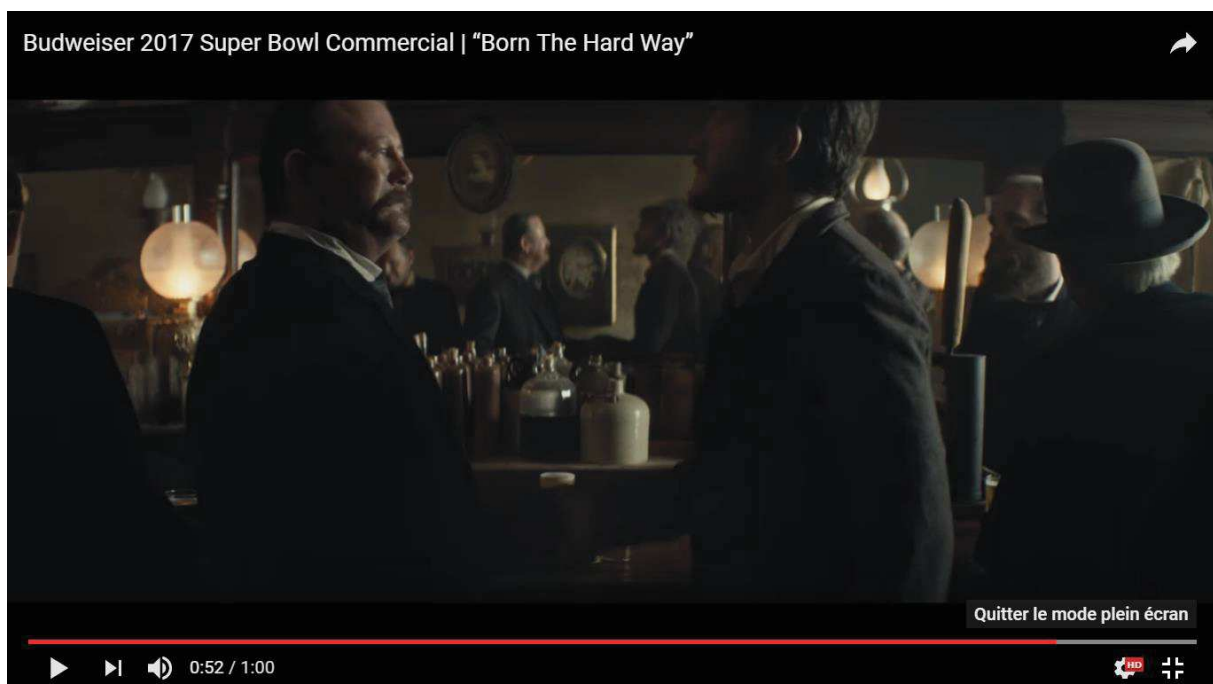 Budweiser 2017 Super Bowl Commercial | “Born The Hard Way”
Quitter le mode plein écran
0:52 / 1:00
HD